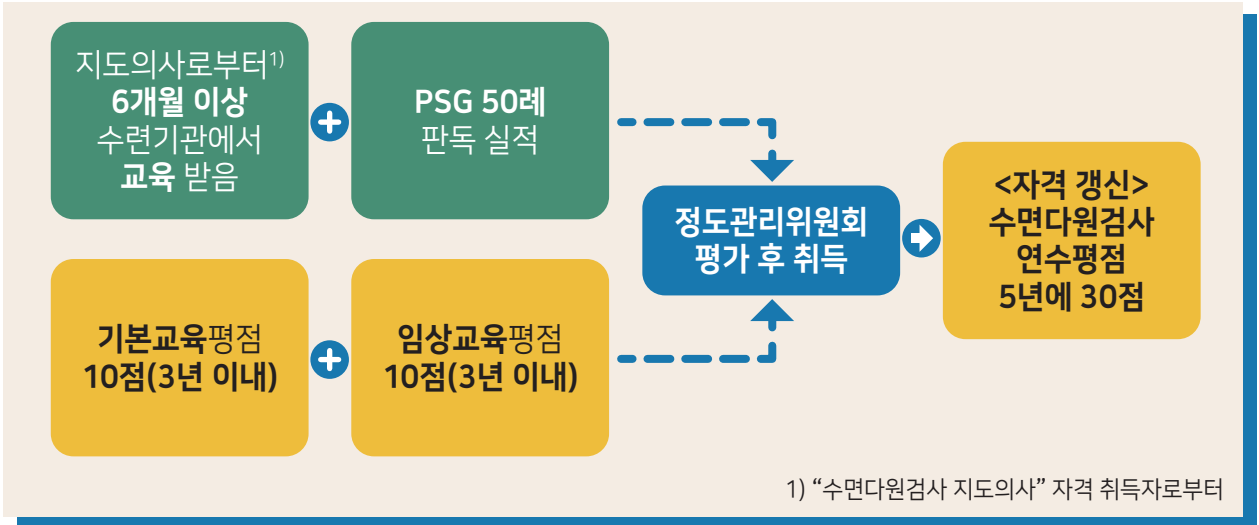 지도의사로부터1)
6개월 이상
수련기관에서
교육 받음
PSG 50례
판독 실적
기본교육평점
10점(3년 이내)
임상교육평점
10점(3년 이내)
정도관리위원회
평가 후 취득
<자격 갱신>
수면다원검사
연수평점
5년에 30점
1) “수면다원검사 지도의사” 자격 취득자로부터